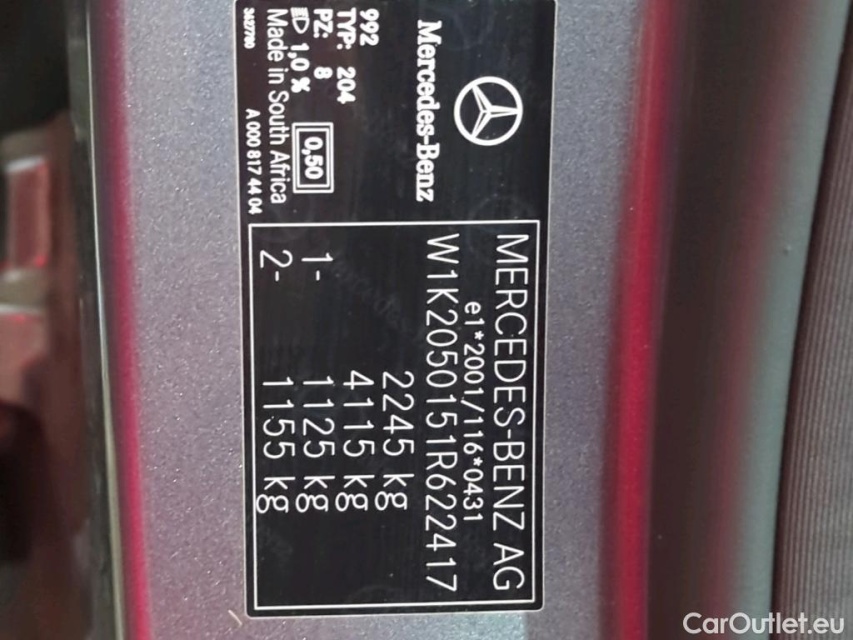 Mercedes-Benz
992
TYP: 204
PZ: 8
1,0 %
0,50
Made in South Africa
A 000 817 44 04
MERCEDES-BENZ AG
e1*2001/116*0431
W1K2050151R622417
2245 kg
4115 kg
1- 1125 kg
2- 1155 kg
CarOutlet.eu